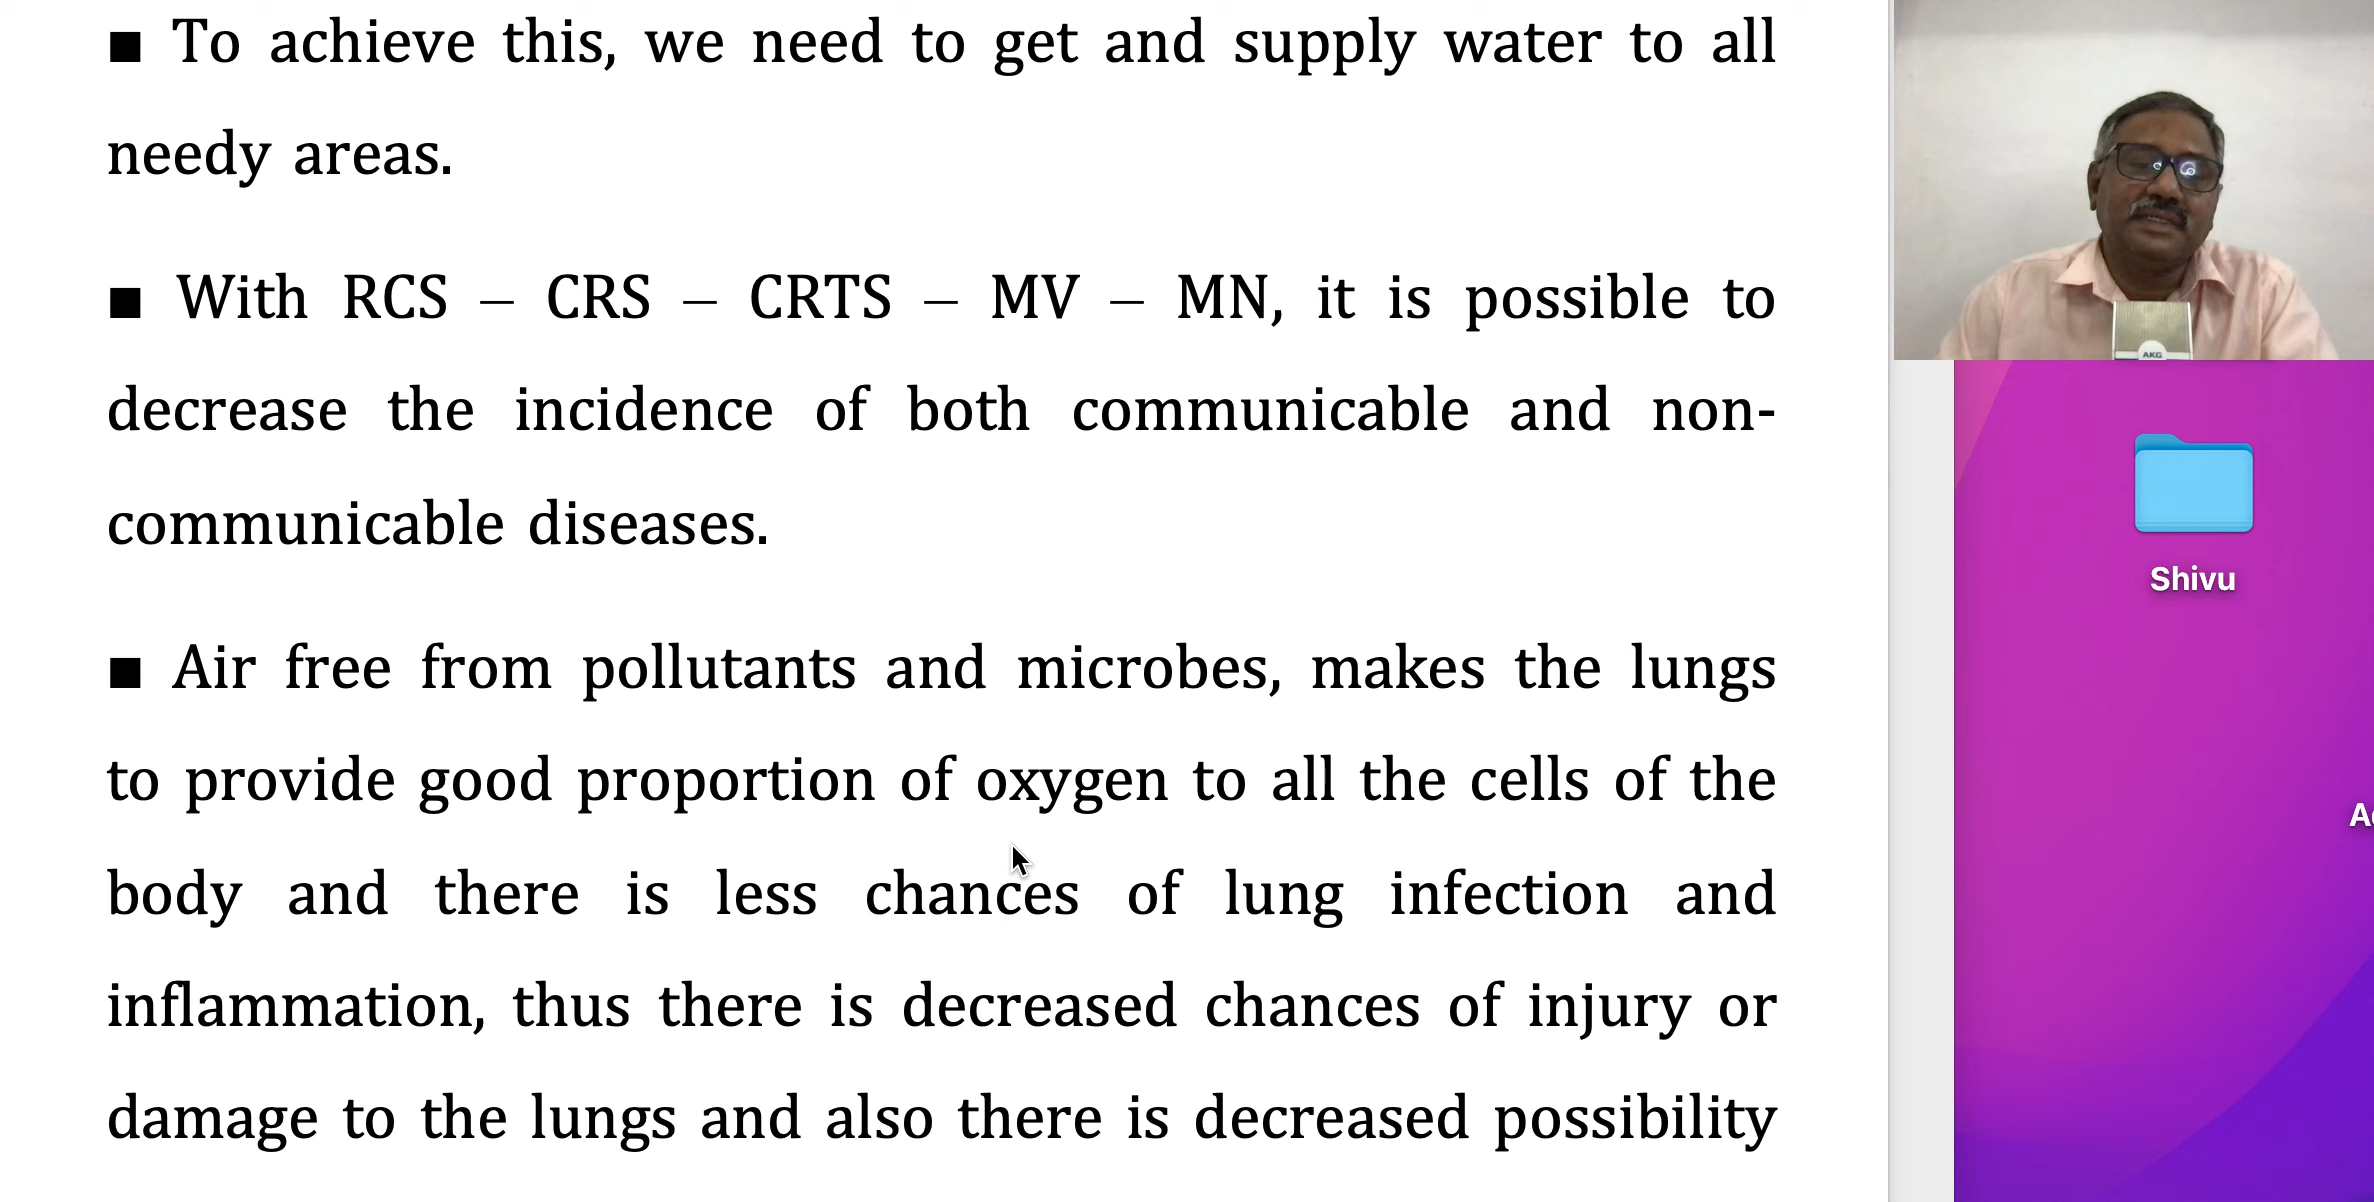 ■ To achieve this, we need to get and supply water to all
needy areas.
■ With RCS – CRS – CRTS – MV – MN, it is possible to
decrease the incidence of both communicable and non-
communicable diseases.
■ Air free from pollutants and microbes, makes the lungs
to provide good proportion of oxygen to all the cells of the
body and there is less chances of lung infection and
inflammation, thus there is decreased chances of injury or
damage to the lungs and also there is decreased possibility
AKG
Shivu